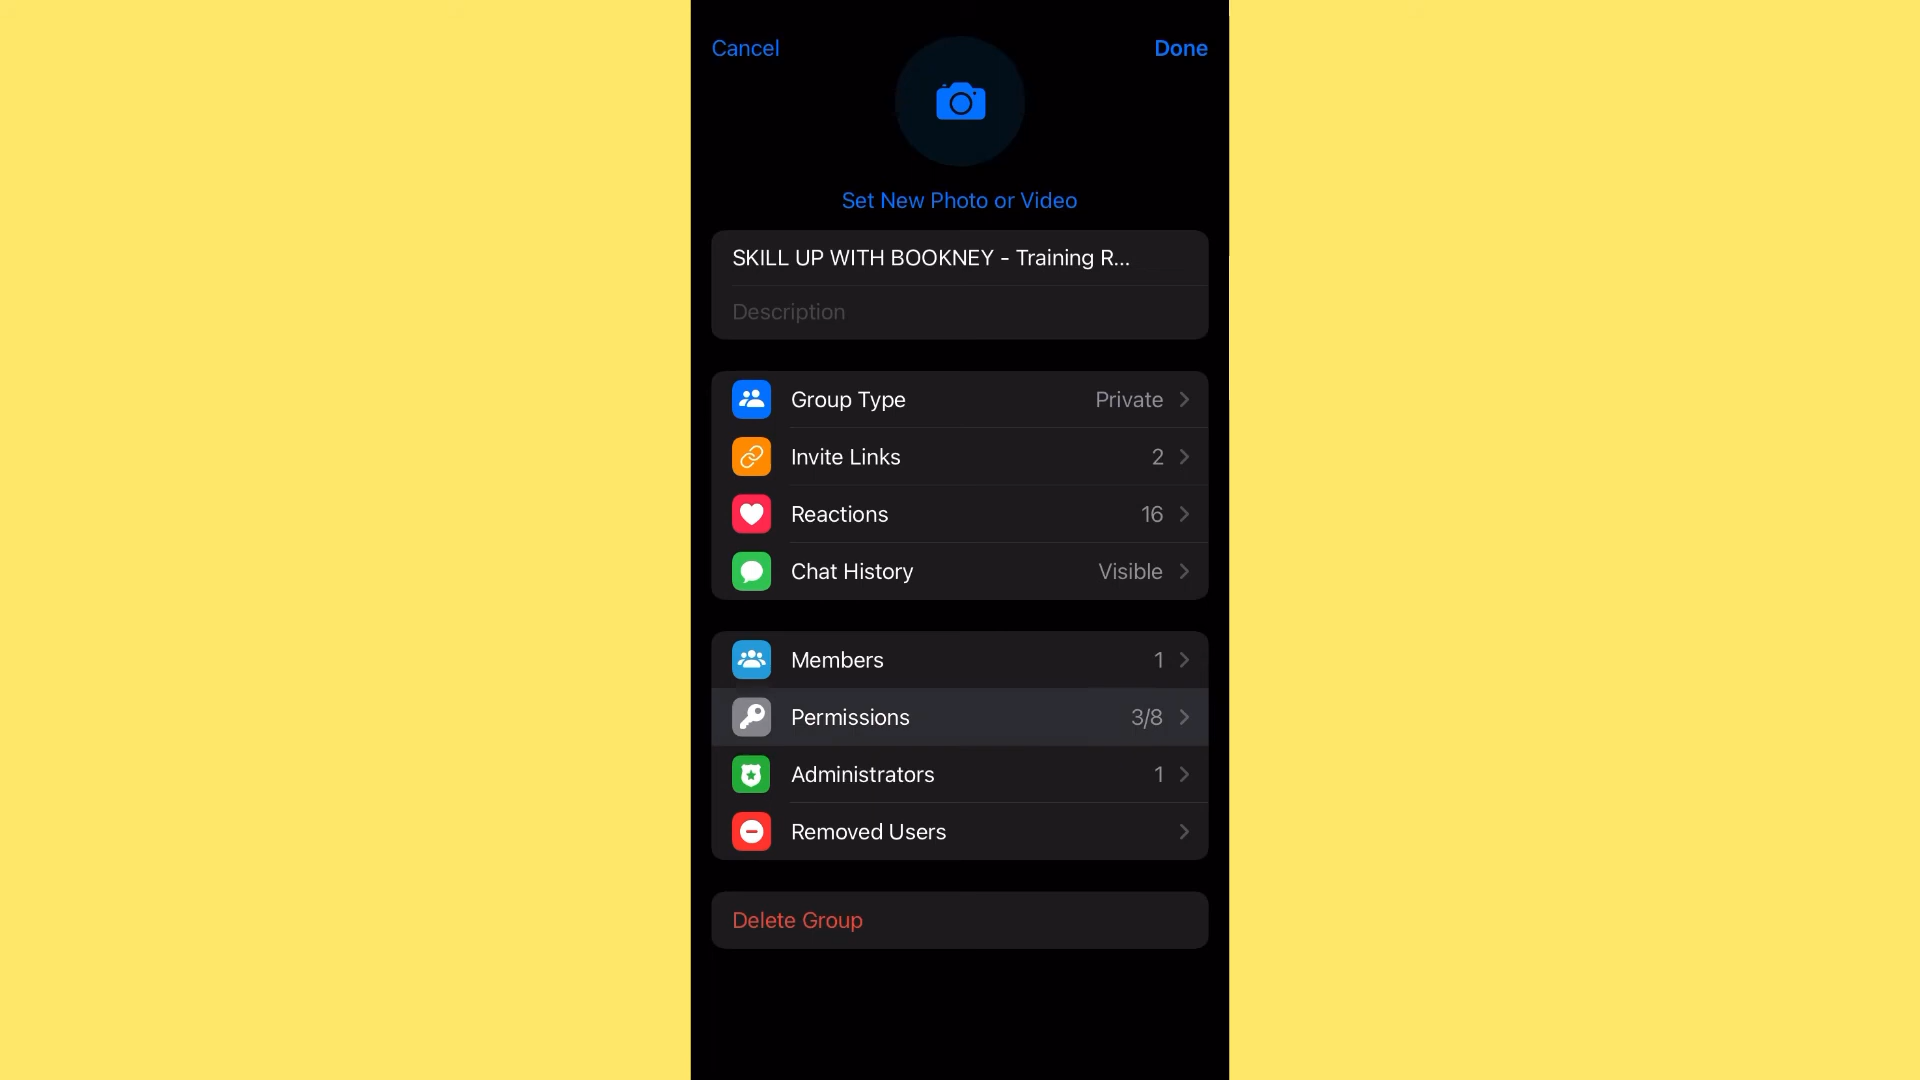 Cancel
Done
Set New Photo or Video
SKILL UP WITH BOOKNEY - Training R...
Description
Group Type Private
Invite Links 2
Reactions 16
Chat History Visible
Members 1
Permissions 3/8
Administrators 1
Removed Users
Delete Group